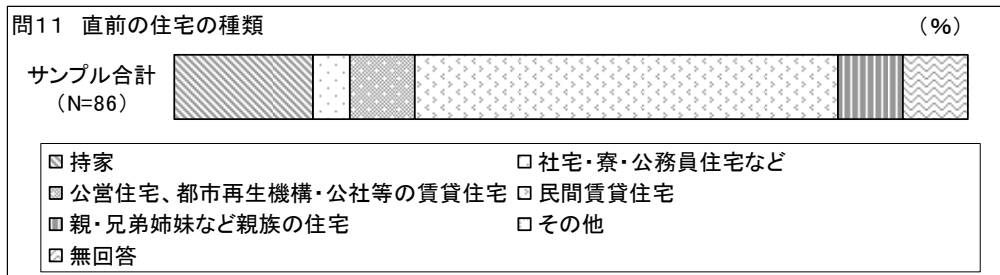 問11 直前の住宅の種類 (%)
サンプル合計
(N=86)
持家
社宅・寮・公務員住宅など
公営住宅、都市再生機構・公社等の賃貸住宅
民間賃貸住宅
親・兄弟姉妹など親族の住宅
その他
無回答